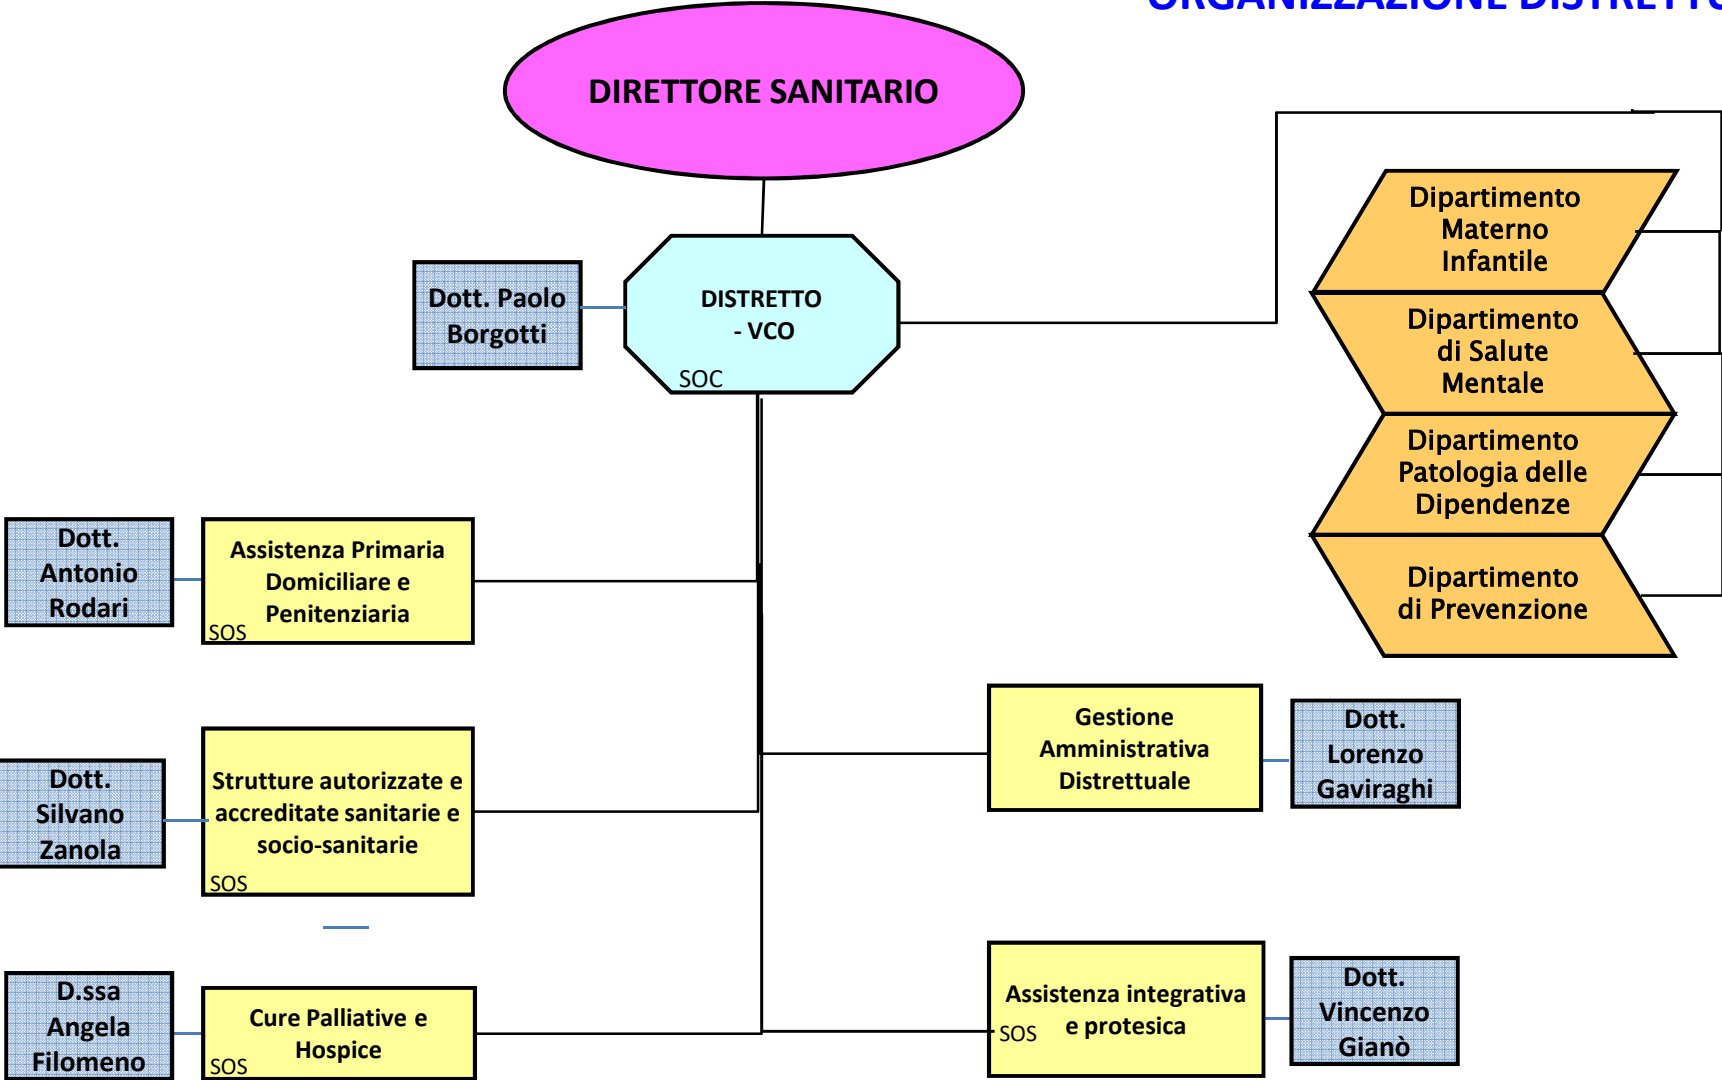 DIRETTORE SANITARIO
Dott. Paolo
Borgotti
DISTRETTO
- VCO
SOC
Dipartimento
Materno
Infantile
Dipartimento
di Salute
Mentale
Dipartimento
Patologia delle
Dipendenze
Dipartimento
di Prevenzione
Dott.
Antonio
Rodari
Assistenza Primaria
Domiciliare e
Penitenziaria
SOS
Dott.
Silvano
Zanola
Strutture autorizzate e
accreditate sanitarie e
socio-sanitarie
SOS
Gestione
Amministrativa
Distrettuale
Dott.
Lorenzo
Gaviraghi
D.ssa
Angela
Filomeno
Cure Palliative e
Hospice
SOS
Assistenza integrativa
e protesica
SOS
Dott.
Vincenzo
Gianò